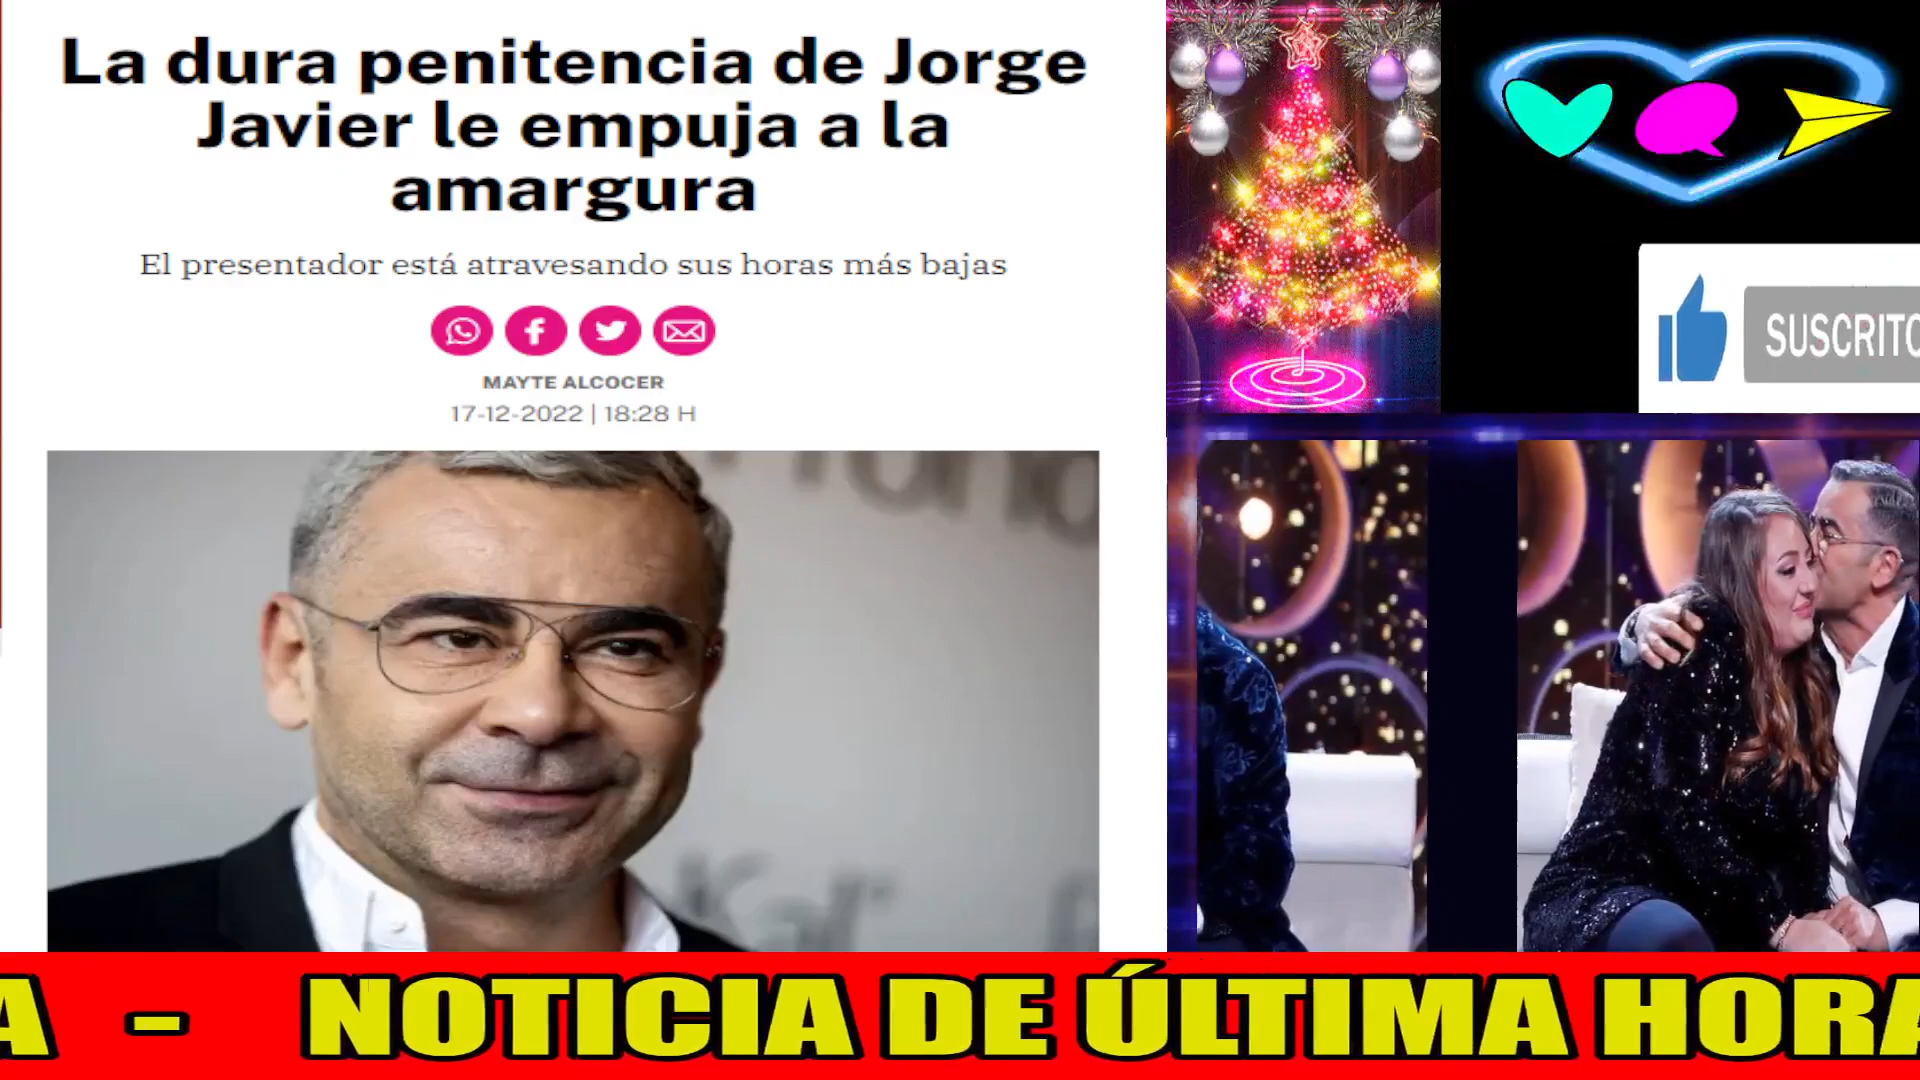 La dura penitencia de Jorge
Javier le empuja a la
amargura
El presentador está atravesando sus horas más bajas
MAYTE ALCOCER
17-12-2022 | 18:28 H
SUSCRITO
A - NOTICIA DE ÚLTIMA HORA